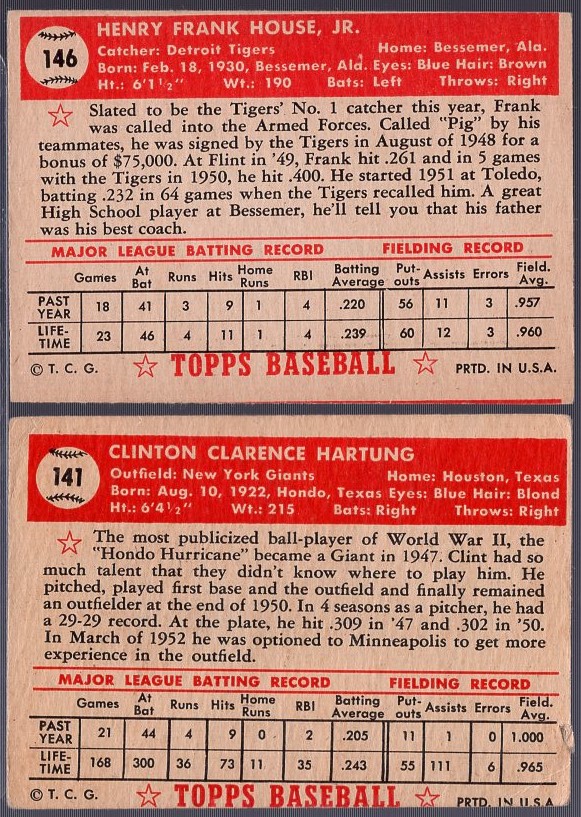 146
HENRY FRANK HOUSE, JR.
Catcher: Detroit Tigers Home: Bessemer, Ala.
Born: Feb. 18, 1930, Bessemer, Ala. Eyes: Blue Hair: Brown
Ht.: 6'1½" Wt.: 190 Bats: Left Throws: Right
Slated to be the Tigers' No. 1 catcher this year, Frank
was called into the Armed Forces. Called "Pig" by his
teammates, he was signed by the Tigers in August of 1948 for a
bonus of $75,000. At Flint in '49, Frank hit .261 and in 5 games
with the Tigers in 1950, he hit .400. He started 1951 at Toledo,
batting .232 in 64 games when the Tigers recalled him. A great
High School player at Bessemer, he'll tell you that his father
was his best coach.
MAJOR LEAGUE BATTING RECORD FIELDING RECORD
Games At Bat Runs Hits Home Runs RBI Batting Average Put-outs Assists Errors Field. Avg.
PAST YEAR 18 41 3 9 1 4 .220 56 11 3 .957
LIFE-TIME 23 46 4 11 1 4 .239 60 12 3 .960
© T. C. G. TOPPS BASEBALL PRTD. IN U.S.A.
141
CLINTON CLARENCE HARTUNG
Outfield: New York Giants Home: Houston, Texas
Born: Aug. 10, 1922, Hondo, Texas Eyes: Blue Hair: Blond
Ht.: 6'4½" Wt.: 215 Bats: Right Throws: Right
The most publicized ball-player of World War II, the
"Hondo Hurricane" became a Giant in 1947. Clint had so
much talent that they didn't know where to play him. He
pitched, played first base and the outfield and finally remained
an outfielder at the end of 1950. In 4 seasons as a pitcher, he had
a 29-29 record. At the plate, he hit .309 in '47 and .302 in '50.
In March of 1952 he was optioned to Minneapolis to get more
experience in the outfield.
MAJOR LEAGUE BATTING RECORD FIELDING RECORD
Games At Bat Runs Hits Home Runs RBI Batting Average Put-outs Assists Errors Field. Avg.
PAST YEAR 21 44 4 9 0 2 .205 11 1 0 1.000
LIFE-TIME 168 300 36 73 11 35 .243 55 111 6 .965
© T. C. G. TOPPS BASEBALL PRTD. IN U.S.A